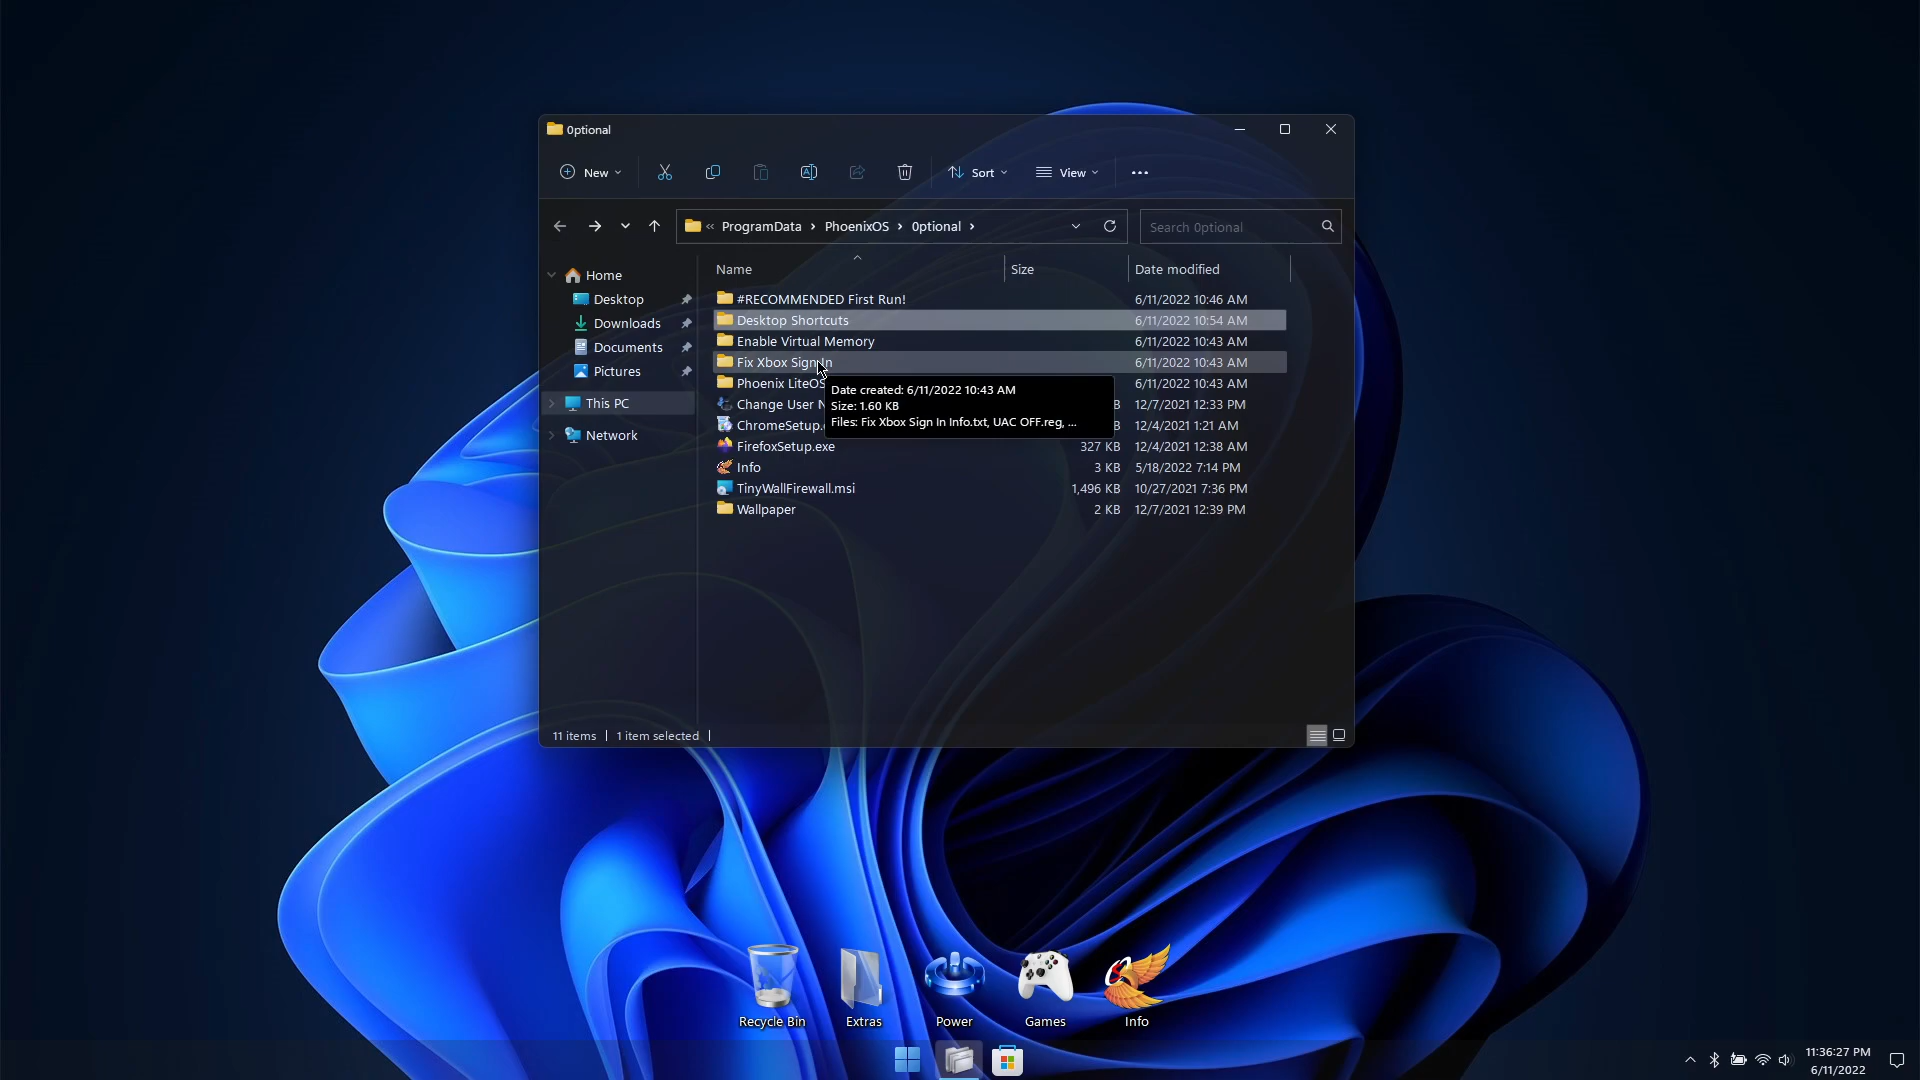 0ptional
New
Sort
View
« ProgramData › PhoenixOS › 0ptional ›
Search 0ptional
Home
Desktop
Downloads
Documents
Pictures
This PC
Network
Name Size Date modified
#RECOMMENDED First Run! 6/11/2022 10:46 AM
Desktop Shortcuts 6/11/2022 10:54 AM
Enable Virtual Memory 6/11/2022 10:43 AM
Fix Xbox Sign In 6/11/2022 10:43 AM
Phoenix LiteOS 6/11/2022 10:43 AM
Change User N B 12/7/2021 12:33 PM
ChromeSetup. B 12/4/2021 1:21 AM
FirefoxSetup.exe 327 KB 12/4/2021 12:38 AM
Info 3 KB 5/18/2022 7:14 PM
TinyWallFirewall.msi 1,496 KB 10/27/2021 7:36 PM
Wallpaper 2 KB 12/7/2021 12:39 PM
Date created: 6/11/2022 10:43 AM
Size: 1.60 KB
Files: Fix Xbox Sign In Info.txt, UAC OFF.reg, ...
11 items 1 item selected
Recycle Bin
Extras
Power
Games
Info
11:36:27 PM
6/11/2022